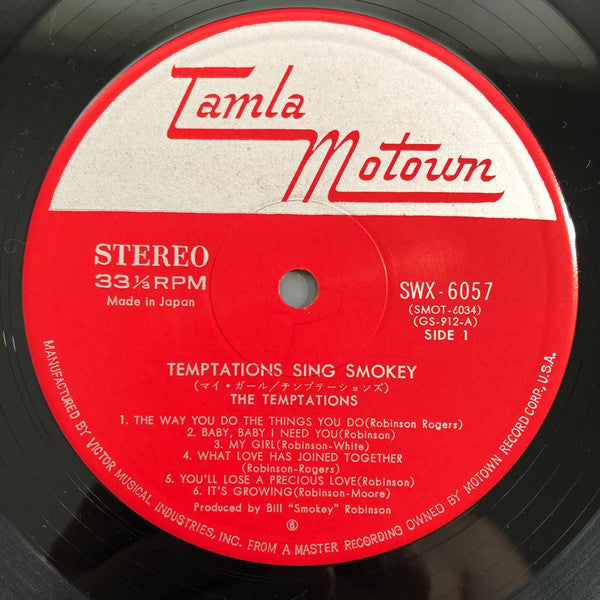 Tamla
Motown
STEREO
33⅓RPM
Made in Japan
SWX-6057
(SMOT-6034)
(GS-912-A)
SIDE 1
TEMPTATIONS SING SMOKEY
(マイ・ガール/テンプテーションズ)
THE TEMPTATIONS
1. THE WAY YOU DO THE THINGS YOU DO(Robinson Rogers)
2. BABY, BABY I NEED YOU(Robinson)
3. MY GIRL(Robinson-White)
4. WHAT LOVE HAS JOINED TOGETHER
(Robinson-Rogers)
5. YOU'LL LOSE A PRECIOUS LOVE(Robinson)
6. IT'S GROWING(Robinson-Moore)
Produced by Bill "Smokey" Robinson
⑥
MANUFACTURED BY VICTOR MUSICAL INDUSTRIES, INC. FROM A MASTER RECORDING OWNED BY MOTOWN RECORD CORP., U.S.A.